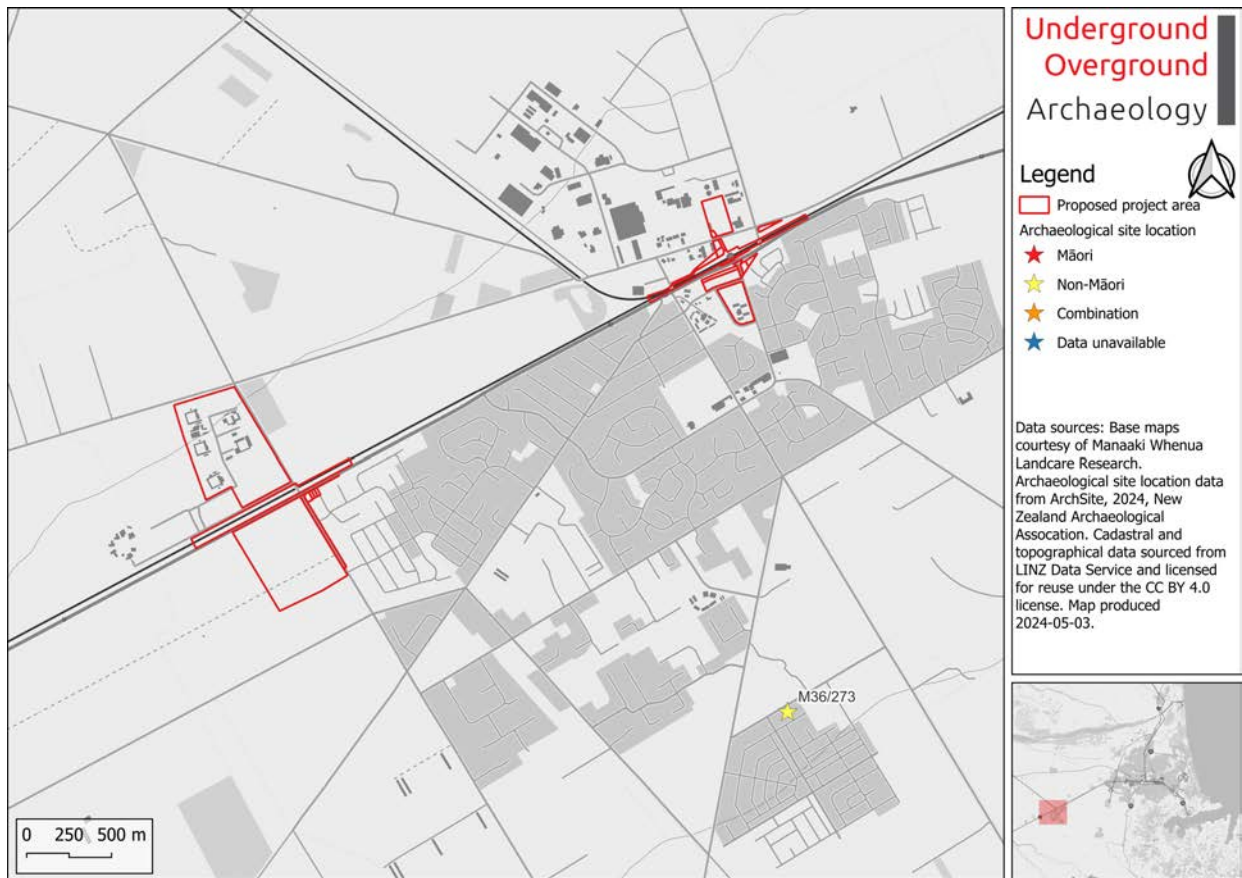 Underground
Overground
Archaeology
Legend
Proposed project area
Archaeological site location
Māori
Non-Māori
Combination
Data unavailable
Data sources: Base maps
courtesy of Manaaki Whenua
Landcare Research.
Archaeological site location data
from ArchSite, 2024, New
Zealand Archaeological
Assocation. Cadastral and
topographical data sourced from
LINZ Data Service and licensed
for reuse under the CC BY 4.0
license. Map produced
2024-05-03.
M36/273
0 250 500 m